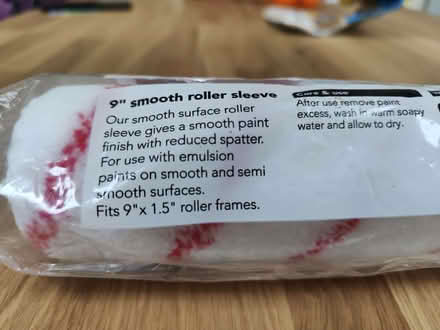 9" smooth roller sleeve
Our smooth surface roller
sleeve gives a smooth paint
finish with reduced spatter.
For use with emulsion
paints on smooth and semi
smooth surfaces.
Fits 9"x 1.5" roller frames.
Care & use
After use remove paint
excess, wash in warm soapy
water and allow to dry.